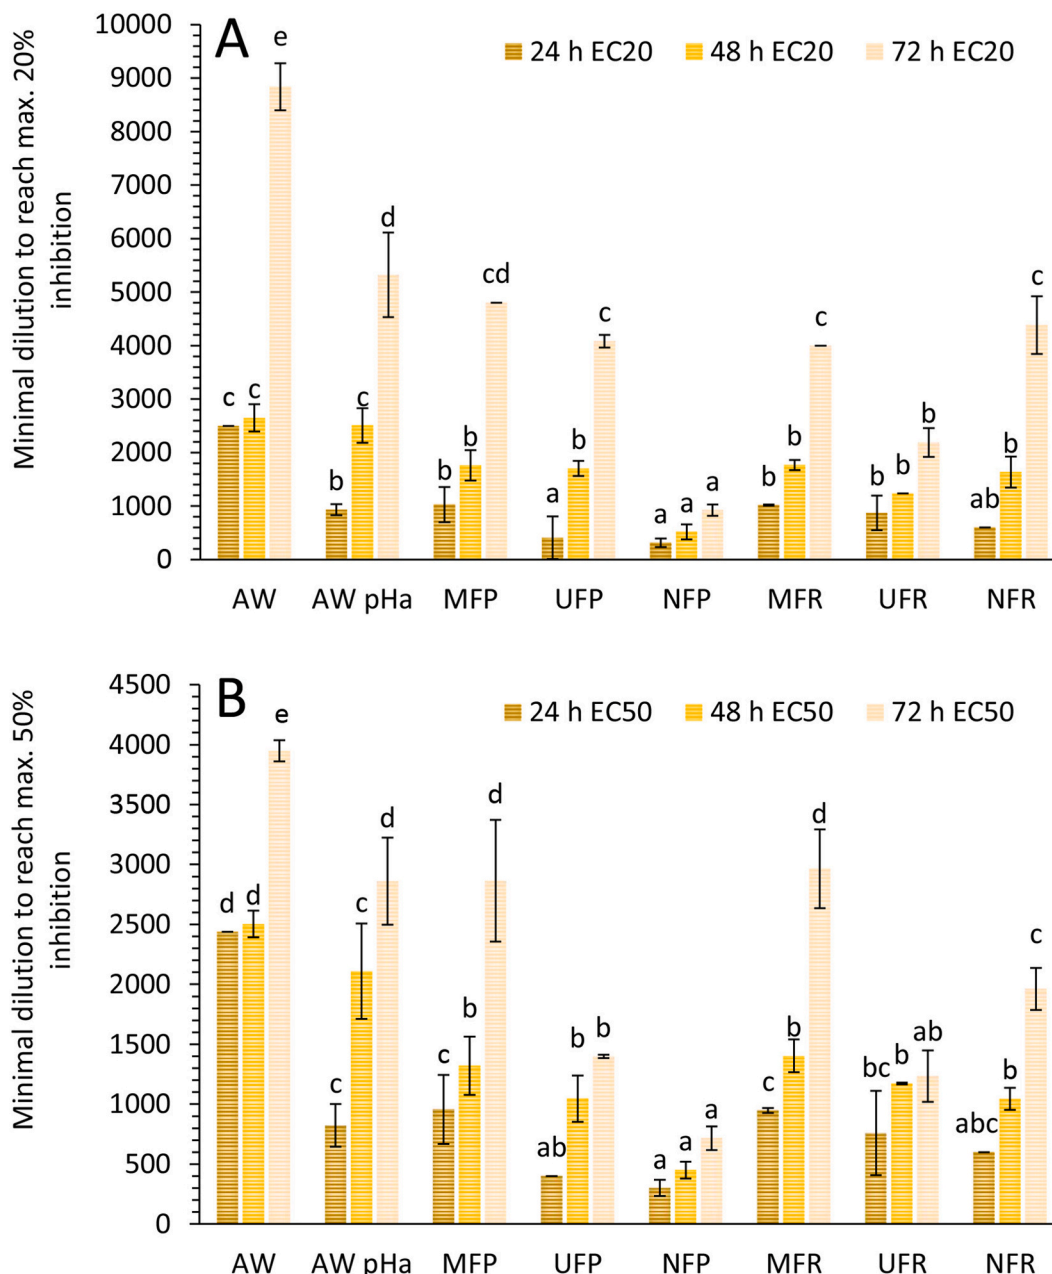 A
24 h EC20 48 h EC20 72 h EC20
Minimal dilution to reach max. 20%
inhibition
10000
9000
8000
7000
6000
5000
4000
3000
2000
1000
0
c c e
b c d
b b cd
a b c
a a a
b b c
b b b
ab b c
AW AW pHa MFP UFP NFP MFR UFR NFR
B
24 h EC50 48 h EC50 72 h EC50
Minimal dilution to reach max. 50%
inhibition
4500
4000
3500
3000
2500
2000
1500
1000
500
0
d d e
c c d
c b d
ab b b
a a a
c b d
bc b ab
abc b c
AW AW pHa MFP UFP NFP MFR UFR NFR